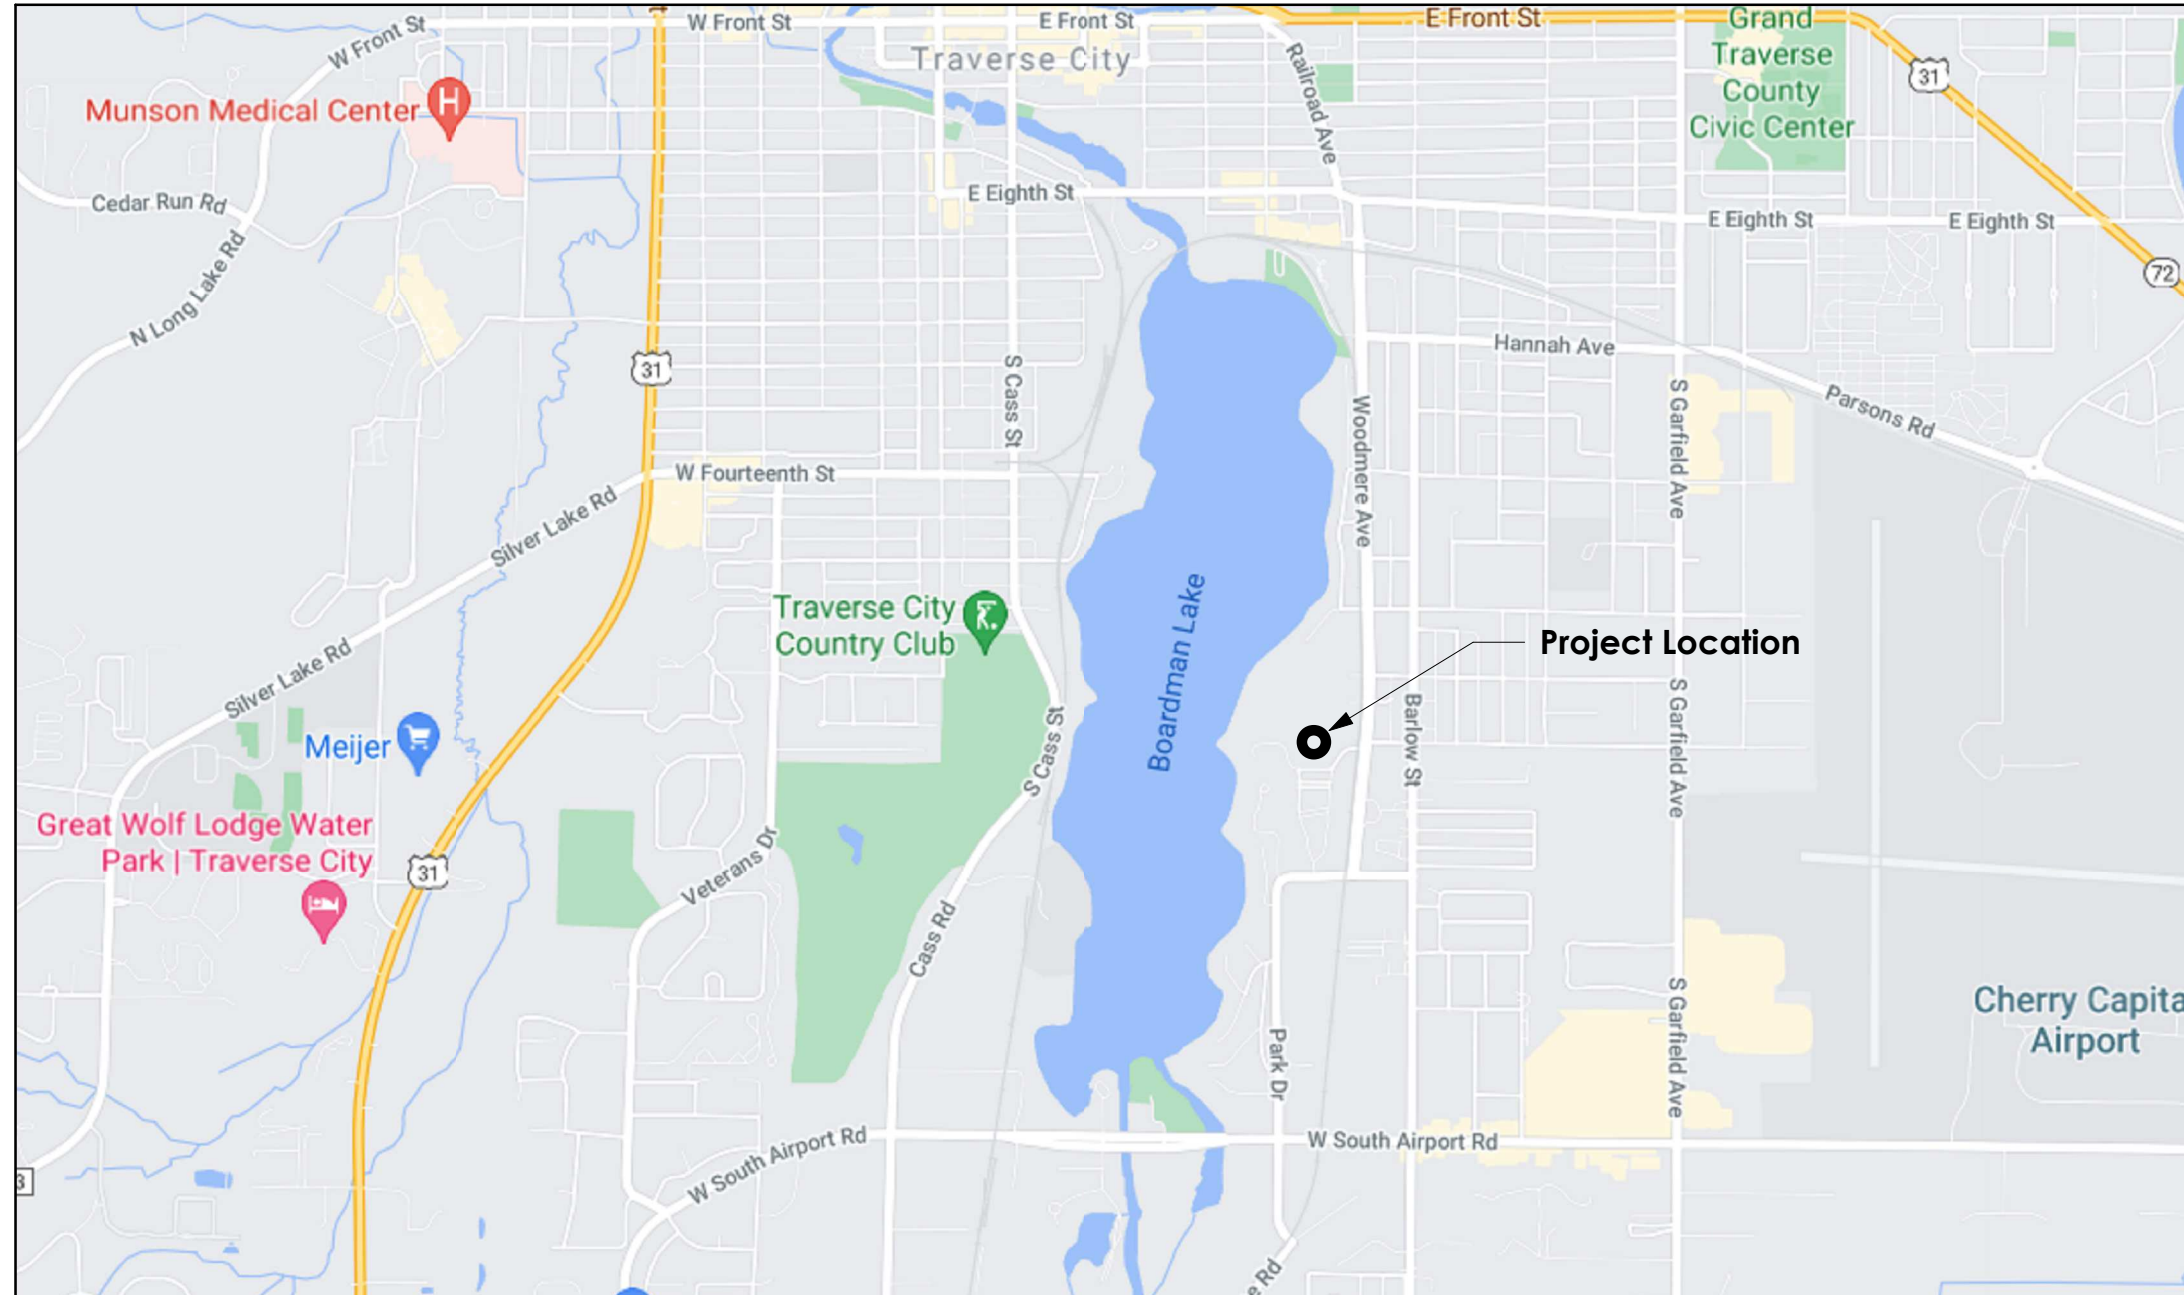 W Front St
W Front St
E Front St
E Front St
Grand
Traverse
County
Civic Center
31
Traverse City
Railroad Ave
Munson Medical Center
H
Cedar Run Rd
E Eighth St
E Eighth St
E Eighth St
N Long Lake Rd
72
31
Hannah Ave
S Cass St
Woodmere Ave
S Garfield Ave
Parsons Rd
W Fourteenth St
Silver Lake Rd
Traverse City
Country Club
Boardman Lake
Project Location
Silver Lake Rd
S Cass St
Barlow St
S Garfield Ave
Meijer
Great Wolf Lodge Water
Park | Traverse City
31
Veterans Dr
Cass Rd
Cherry Capita
Airport
Park Dr
S Garfield Ave
W South Airport Rd
W South Airport Rd
3
e Rd